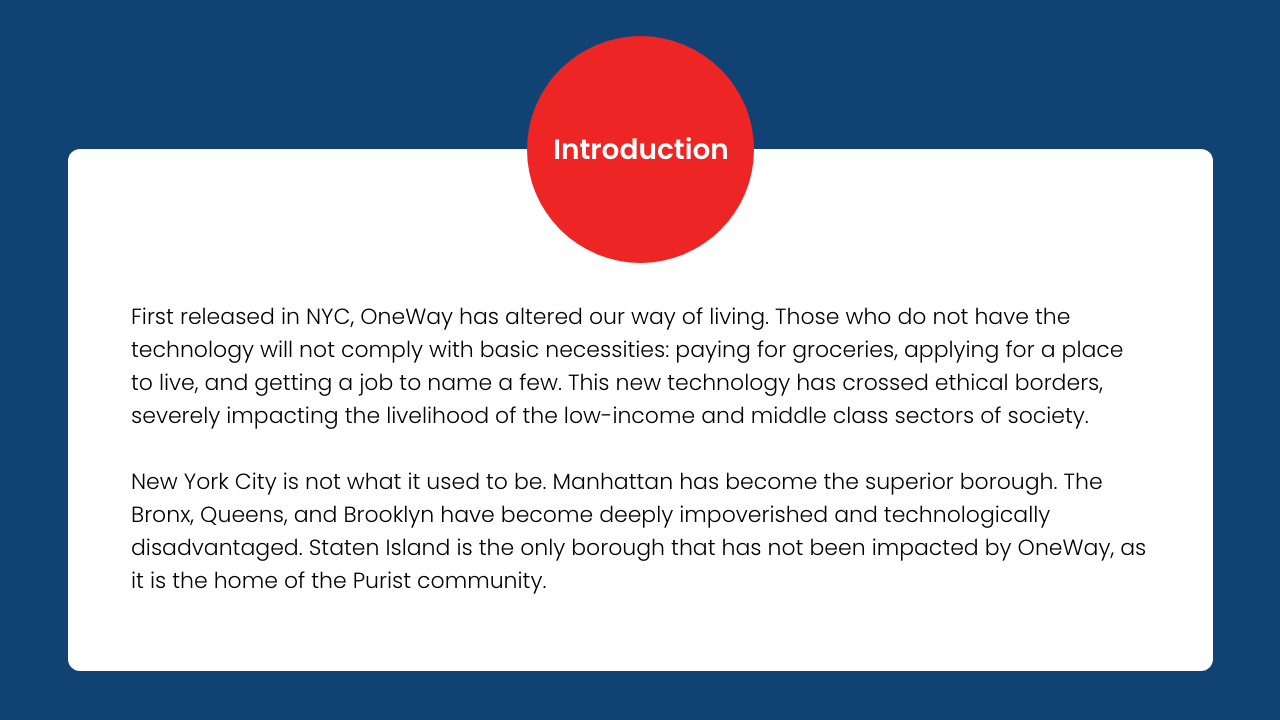 Introduction
First released in NYC, OneWay has altered our way of living. Those who do not have the
technology will not comply with basic necessities: paying for groceries, applying for a place
to live, and getting a job to name a few. This new technology has crossed ethical borders,
severely impacting the livelihood of the low-income and middle class sectors of society.
New York City is not what it used to be. Manhattan has become the superior borough. The
Bronx, Queens, and Brooklyn have become deeply impoverished and technologically
disadvantaged. Staten Island is the only borough that has not been impacted by OneWay, as
it is the home of the Purist community.